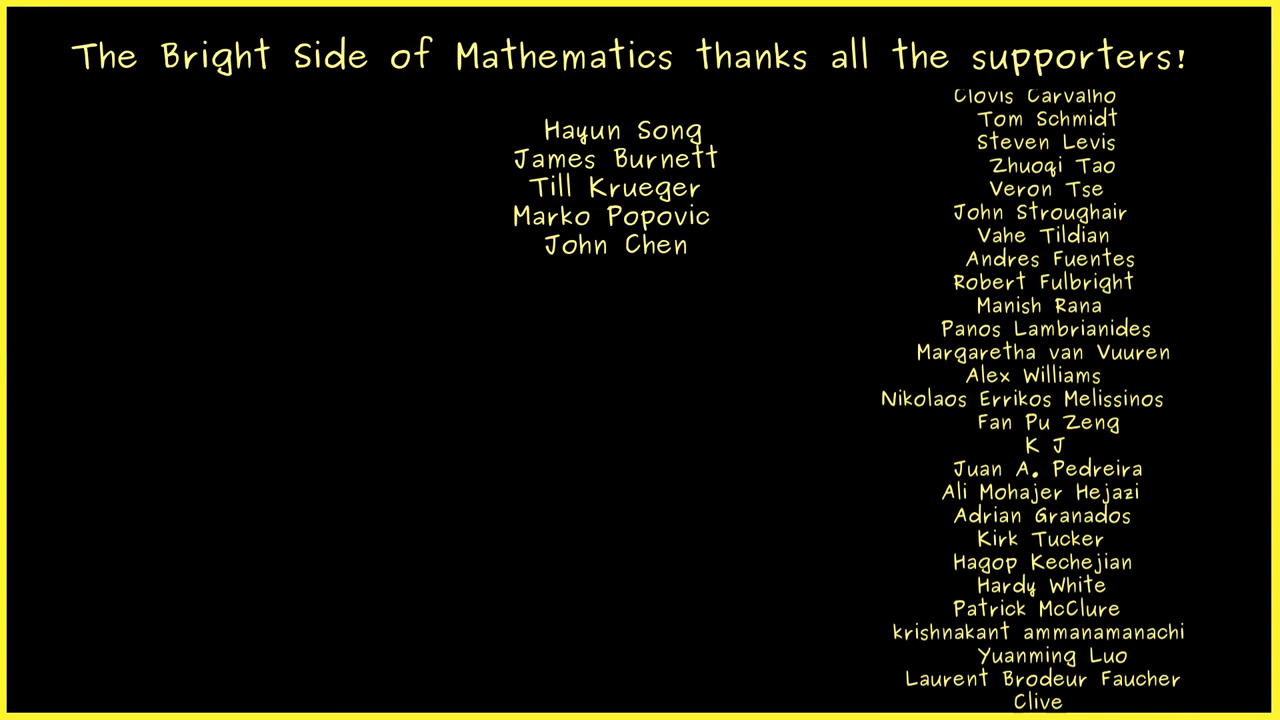 The Bright Side of Mathematics thanks all the supporters!
Hayun Song
James Burnett
Till Krueger
Marko Popovic
John Chen
Clovis Carvalho
Tom Schmidt
Steven Levis
Zhuoqi Tao
Veron Tse
John Stroughair
Vahe Tildian
Andres Fuentes
Robert Fulbright
Manish Rana
Panos Lambrianides
Margaretha van Vuuren
Alex Williams
Nikolaos Errikos Melissinos
Fan Pu Zeng
K J
Juan A. Pedreira
Ali Mohajer Hejazi
Adrian Granados
Kirk Tucker
Hagop Kechejian
Hardy White
Patrick McClure
krishnakant ammanamanachi
Yuanming Luo
Laurent Brodeur Faucher
Clive